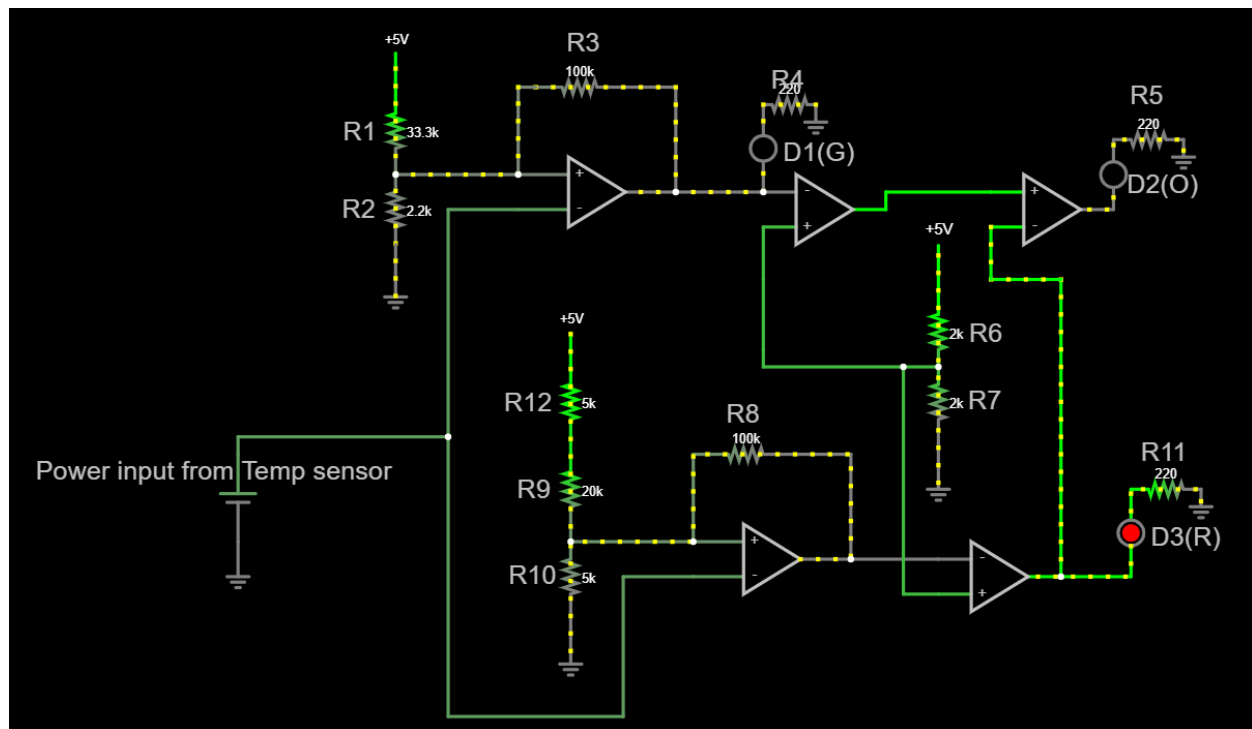 +5V
R3
100k
R4
220
R5
220
R1
33.3k
D1(G)
D2(O)
R2
2.2k
+
-
-
+
+
-
+5V
+5V
2k
R6
R12
5k
2k
R7
R8
100k
Power input from Temp sensor
R9
20k
R11
220
R10
5k
+
-
-
+
D3(R)